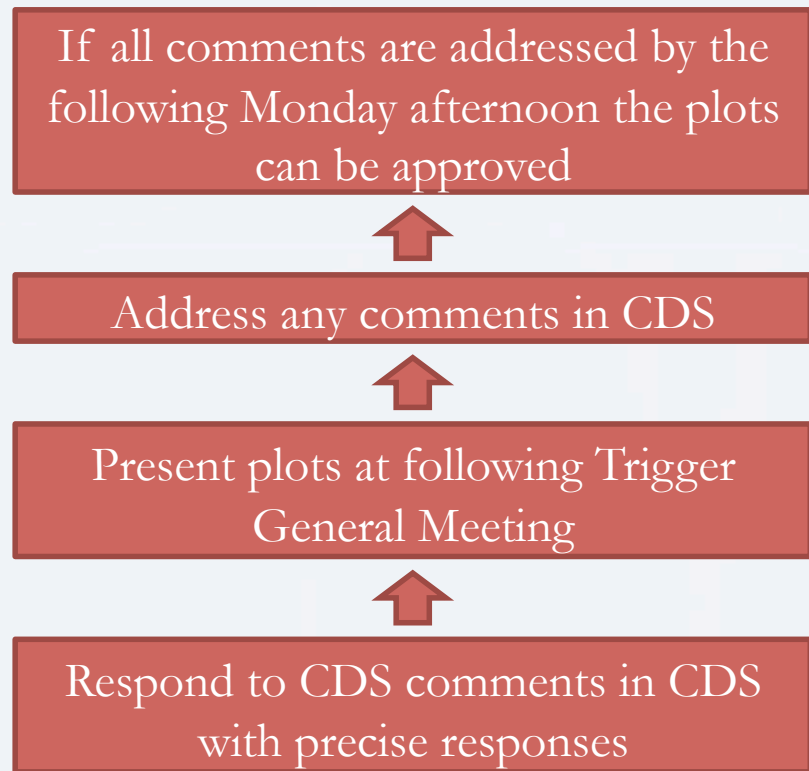 If all comments are addressed by the
following Monday afternoon the plots
can be approved
Address any comments in CDS
Present plots at following Trigger
General Meeting
Respond to CDS comments in CDS
with precise responses